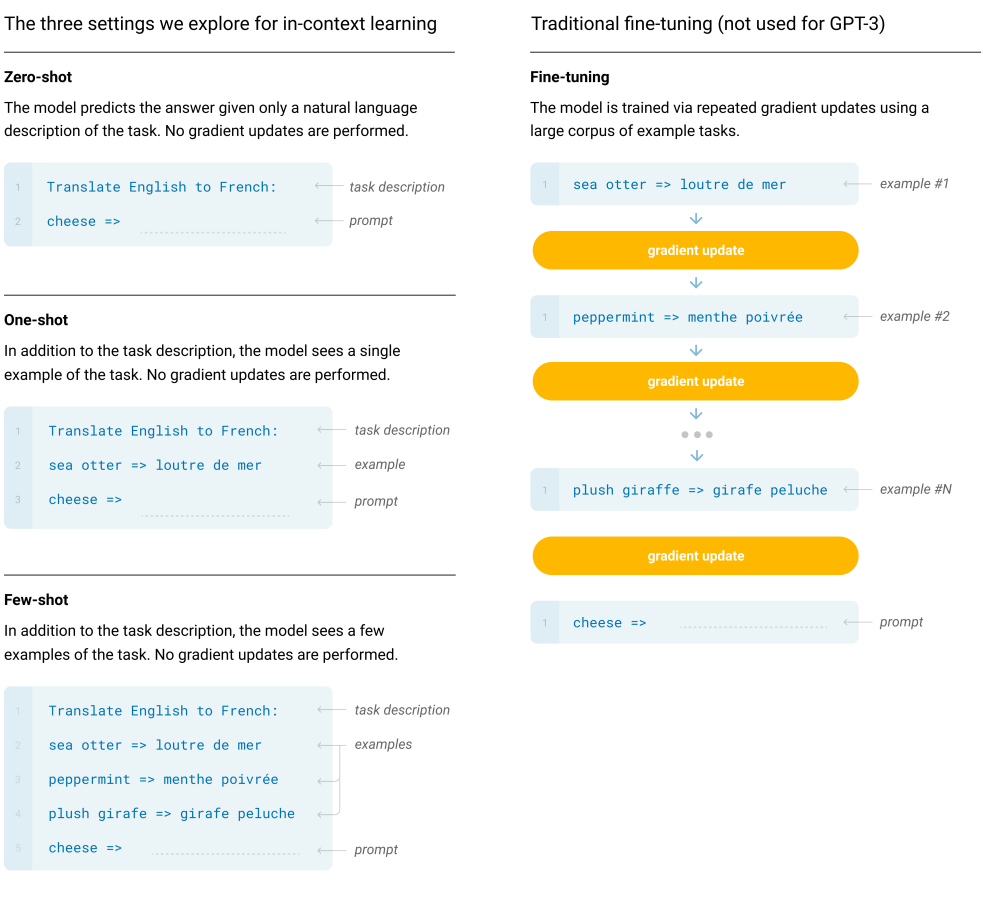 The three settings we explore for in-context learning
Zero-shot
The model predicts the answer given only a natural language
description of the task. No gradient updates are performed.
1 Translate English to French: task description
2 cheese => prompt
One-shot
In addition to the task description, the model sees a single
example of the task. No gradient updates are performed.
1 Translate English to French: task description
2 sea otter => loutre de mer example
3 cheese => prompt
Few-shot
In addition to the task description, the model sees a few
examples of the task. No gradient updates are performed.
1 Translate English to French: task description
2 sea otter => loutre de mer examples
3 peppermint => menthe poivrée
4 plush girafe => girafe peluche
5 cheese => prompt
Traditional fine-tuning (not used for GPT-3)
Fine-tuning
The model is trained via repeated gradient updates using a
large corpus of example tasks.
1 sea otter => loutre de mer example #1
gradient update
1 peppermint => menthe poivrée example #2
gradient update
1 plush giraffe => girafe peluche example #N
gradient update
1 cheese => prompt